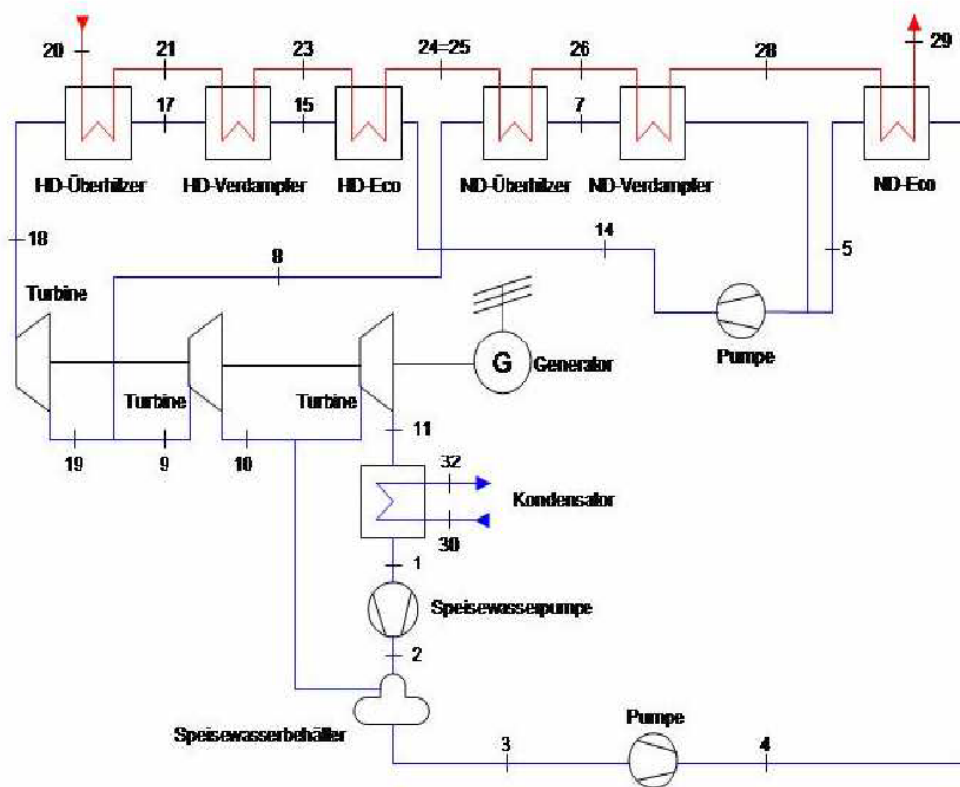 20
21
23
24=25
26
28
29
17
15
7
HD-Überhilzer
HD-Verdampfer
HD-Eco
ND-Überhilzer
ND-Verdampfer
ND-Eco
18
8
14
5
Turbine
G
Generator
Pumpe
Turbine
Turbine
19
9
10
11
32
Kondensator
30
1
Speisewasserpumpe
2
Speisewasserbehälter
Pumpe
3
4